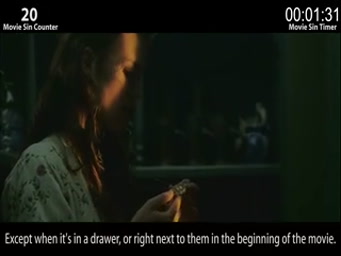 20
Movie Sin Counter
00:01:31
Movie Sin Timer
Except when it's in a drawer, or right next to them in the beginning of the movie.